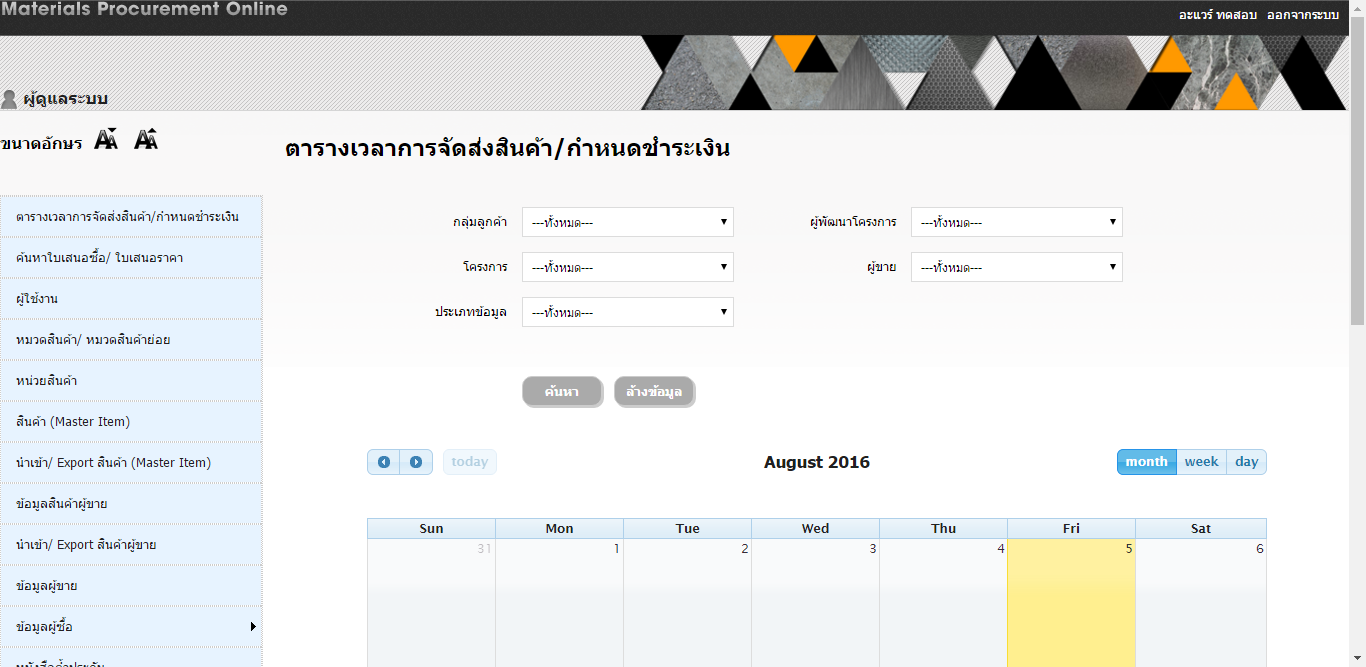 Materials Procurement Online
อะแวร์ ทดสอบ ออกจากระบบ
ผู้ดูแลระบบ
ขนาดอักษร
ตารางเวลาการจัดส่งสินค้า/กำหนดชำระเงิน
ตารางเวลาการจัดส่งสินค้า/กำหนดชำระเงิน
ค้นหาใบเสนอซื้อ/ ใบเสนอราคา
ผู้ใช้งาน
หมวดสินค้า/ หมวดสินค้าย่อย
หน่วยสินค้า
สินค้า (Master Item)
นำเข้า/ Export สินค้า (Master Item)
ข้อมูลสินค้าผู้ขาย
นำเข้า/ Export สินค้าผู้ขาย
ข้อมูลผู้ขาย
ข้อมูลผู้ซื้อ
หนังสือค้ำประกัน
กลุ่มลูกค้า ---ทั้งหมด--- ผู้พัฒนาโครงการ ---ทั้งหมด---
โครงการ ---ทั้งหมด--- ผู้ขาย ---ทั้งหมด---
ประเภทข้อมูล ---ทั้งหมด---
ค้นหา ล้างข้อมูล
today August 2016 month week day
Sun Mon Tue Wed Thu Fri Sat
31 1 2 3 4 5 6